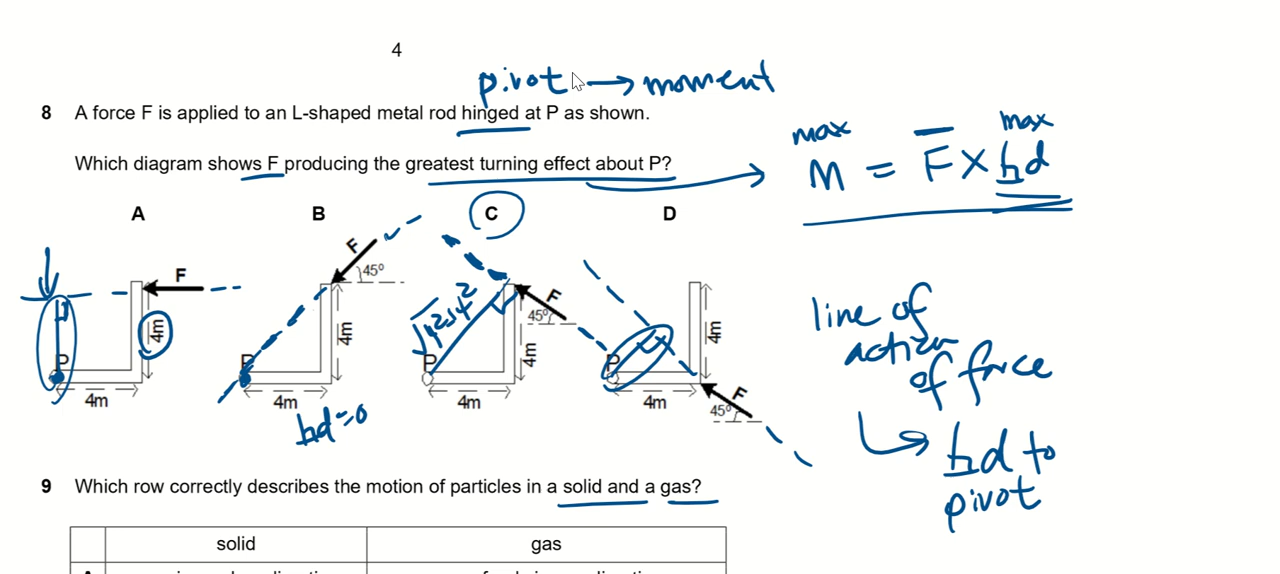 4
pivot → moment
8 A force F is applied to an L-shaped metal rod hinged at P as shown.
max max
Which diagram shows F producing the greatest turning effect about P?
M = F × ⊥d
A B C D
F
F
45°
F
45°
4m
P
4m
4m
P
4m
bd=0
√4²+4²
4m
P
4m
4m
P
4m
F
45°
line of
action
of force
↳ ⊥d to
pivot
9 Which row correctly describes the motion of particles in a solid and a gas?
solid gas